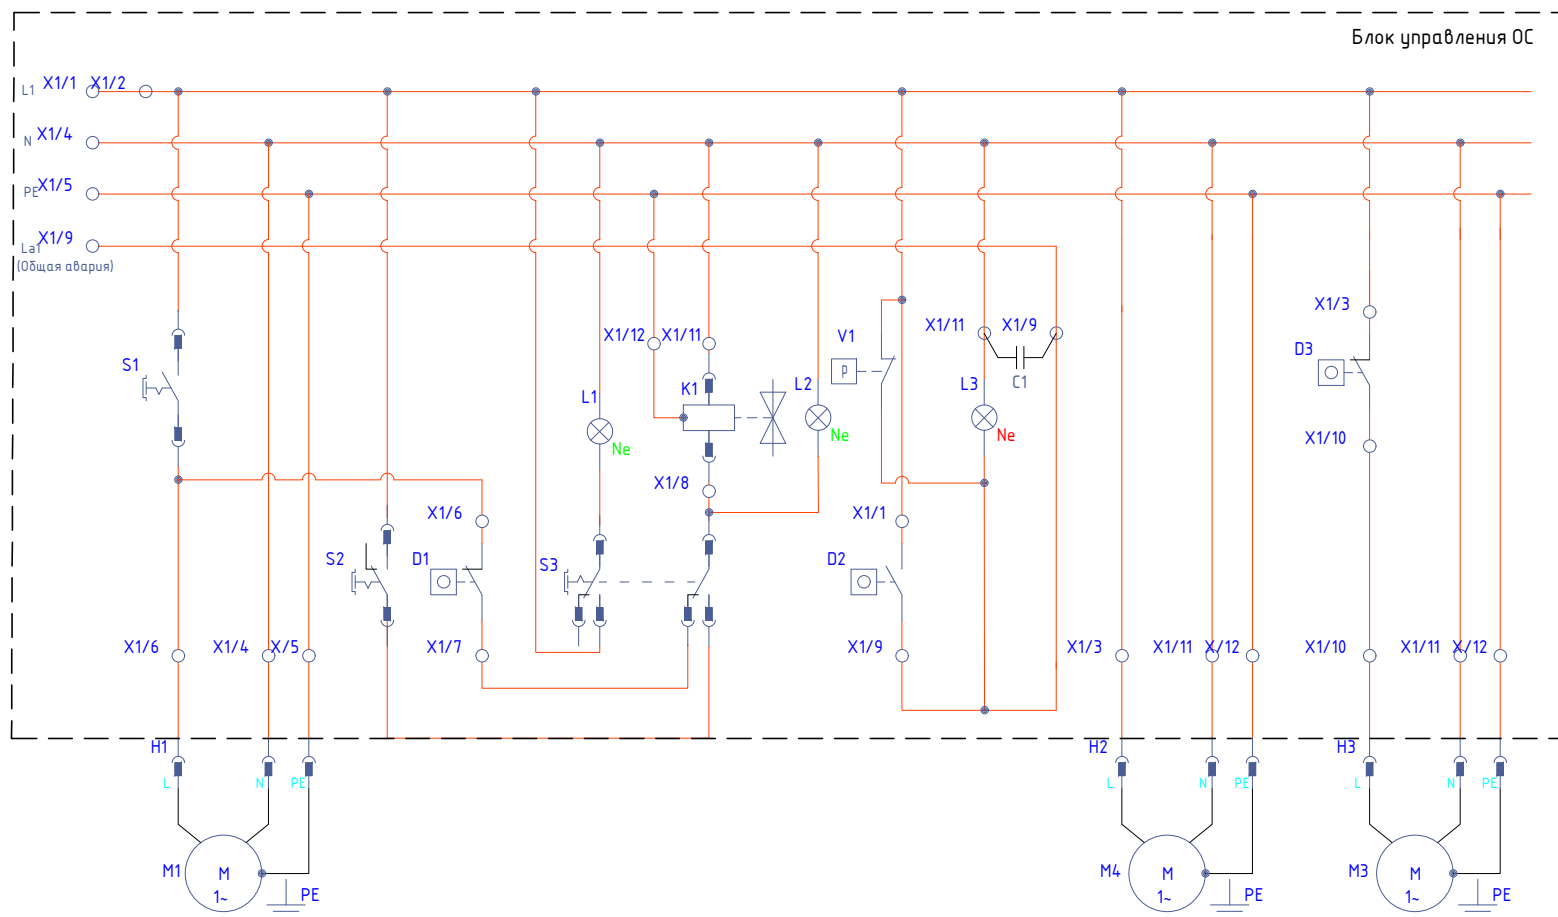 Блок управления ОС
L1 X1/1 X1/2
N X1/4
PE X1/5
La1 X1/9
(Общая авария)
X1/3
X1/12 X1/11
X1/11 X1/9
V1
P
D3
S1
K1
L2
L3
C1
L1
Ne
Ne
Ne
X1/10
X1/8
X1/6
X1/1
S2
D1
S3
D2
X1/6
X1/4
X/5
X1/7
X1/9
X1/3
X1/11
X/12
X1/10
X1/11
X/12
H1
H2
H3
L
N
PE
L
N
PE
L
N
PE
M1
M
1~
PE
M4
M
1~
PE
M3
M
1~
PE